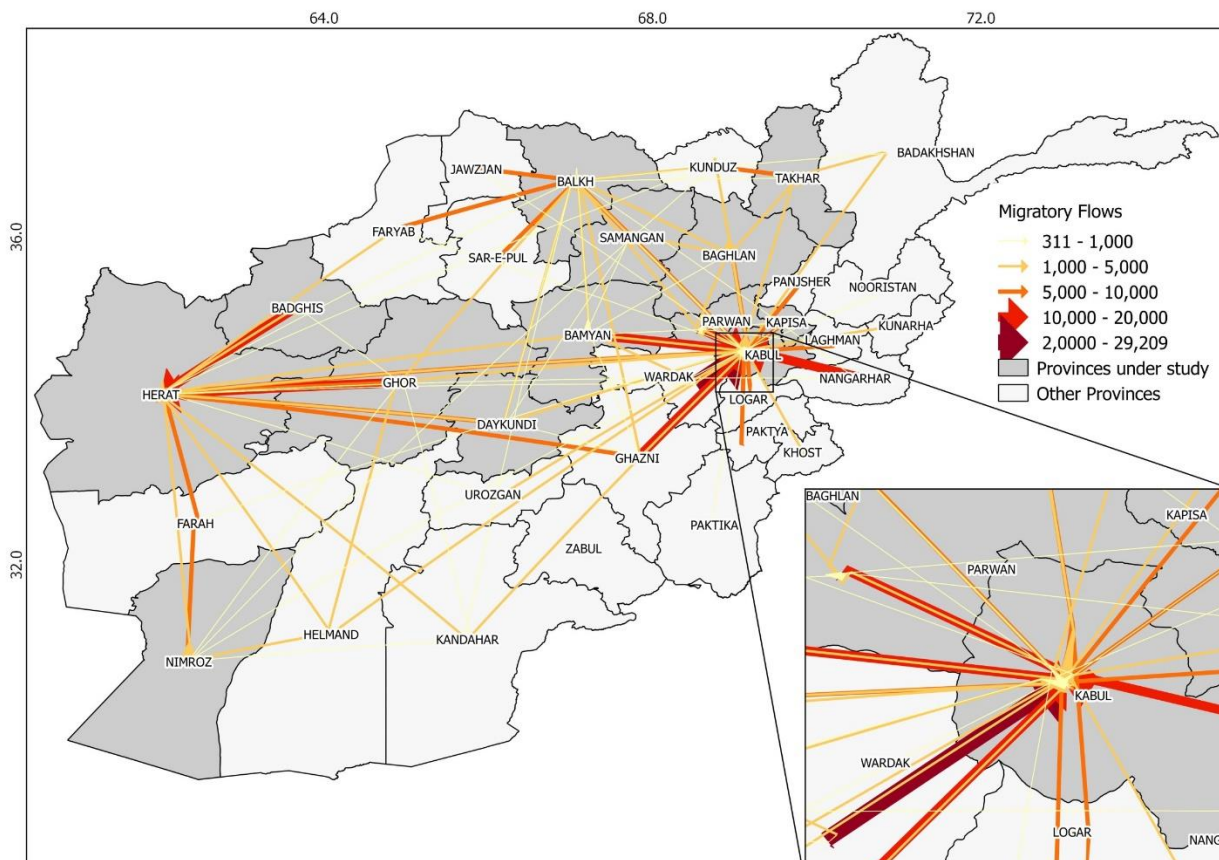 64.0
68.0
72.0
36.0
32.0
JAWZJAN
BALKH
KUNDUZ
TAKHAR
BADAKHSHAN
FARYAB
SAMANGAN
SAR-E-PUL
BAGHLAN
BADGHIS
PANJSHER
NOORISTAN
BAMYAN
PARWAN
KAPISA
KUNARHA
LAGHMAN
KABUL
HERAT
GHOR
WARDAK
NANGARHAR
LOGAR
DAYKUNDI
PAKTYA
KHOST
GHAZNI
UROZGAN
FARAH
PAKTIKA
ZABUL
HELMAND
KANDAHAR
NIMROZ
Migratory Flows
311 - 1,000
1,000 - 5,000
5,000 - 10,000
10,000 - 20,000
2,0000 - 29,209
Provinces under study
Other Provinces
BAGHLAN
KAPISA
PARWAN
KABUL
WARDAK
LOGAR
NANG